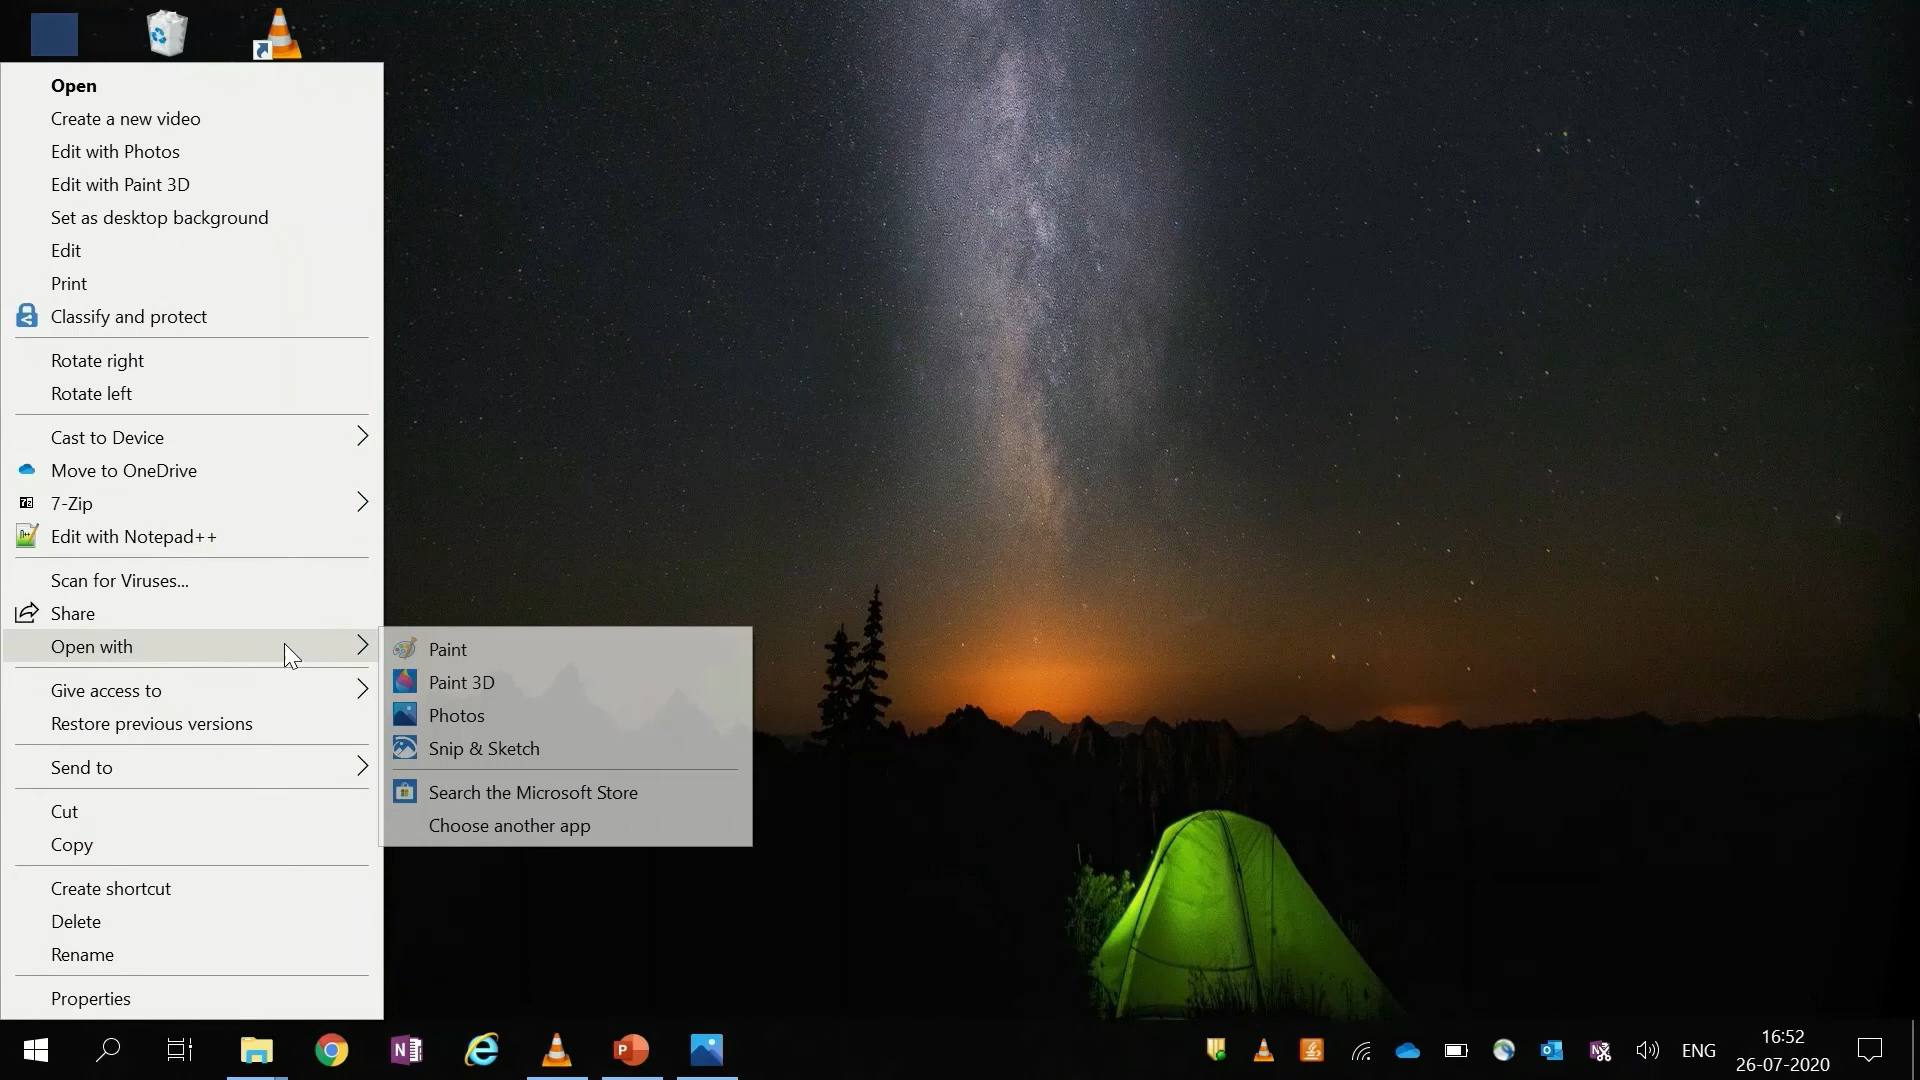 Open
Create a new video
Edit with Photos
Edit with Paint 3D
Set as desktop background
Edit
Print
Classify and protect
Rotate right
Rotate left
Cast to Device
Move to OneDrive
7-Zip
Edit with Notepad++
Scan for Viruses...
Share
Open with
Give access to
Restore previous versions
Send to
Cut
Copy
Create shortcut
Delete
Rename
Properties
Paint
Paint 3D
Photos
Snip & Sketch
Search the Microsoft Store
Choose another app
ENG
16:52
26-07-2020